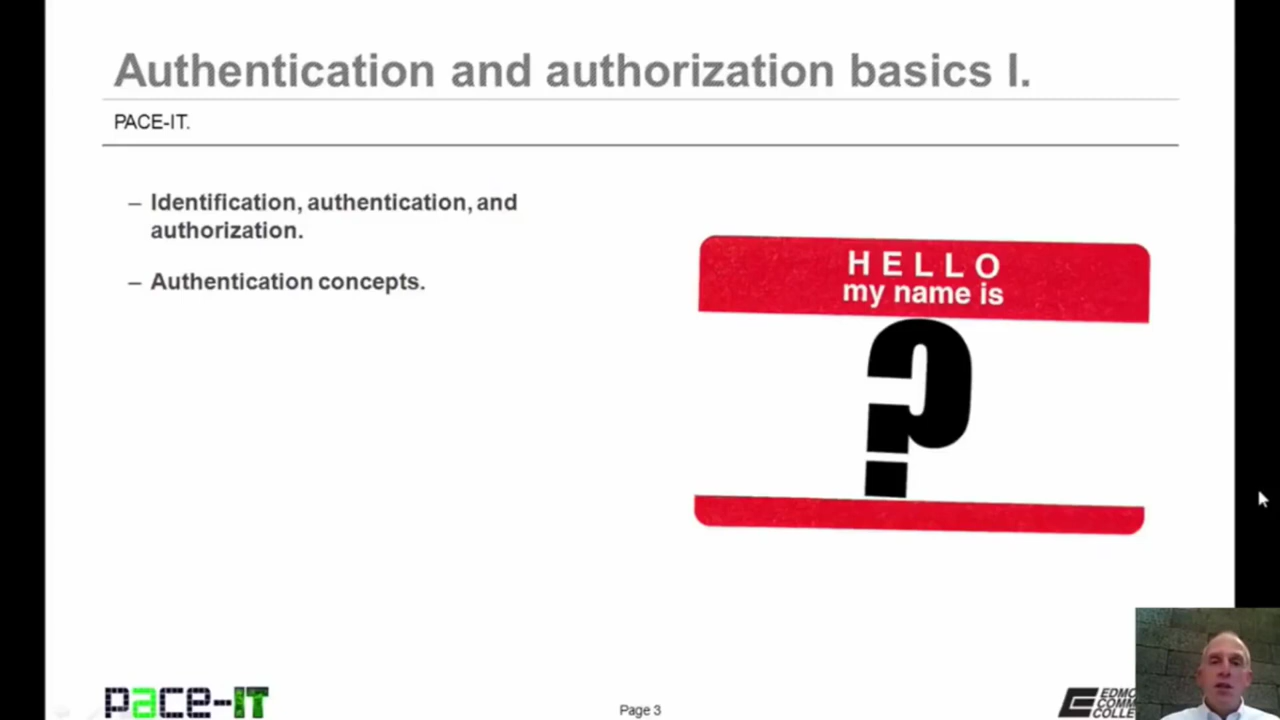 Authentication and authorization basics I.
PACE-IT.
– Identification, authentication, and
authorization.
– Authentication concepts.
HELLO
my name is
?
pace-IT
Page 3